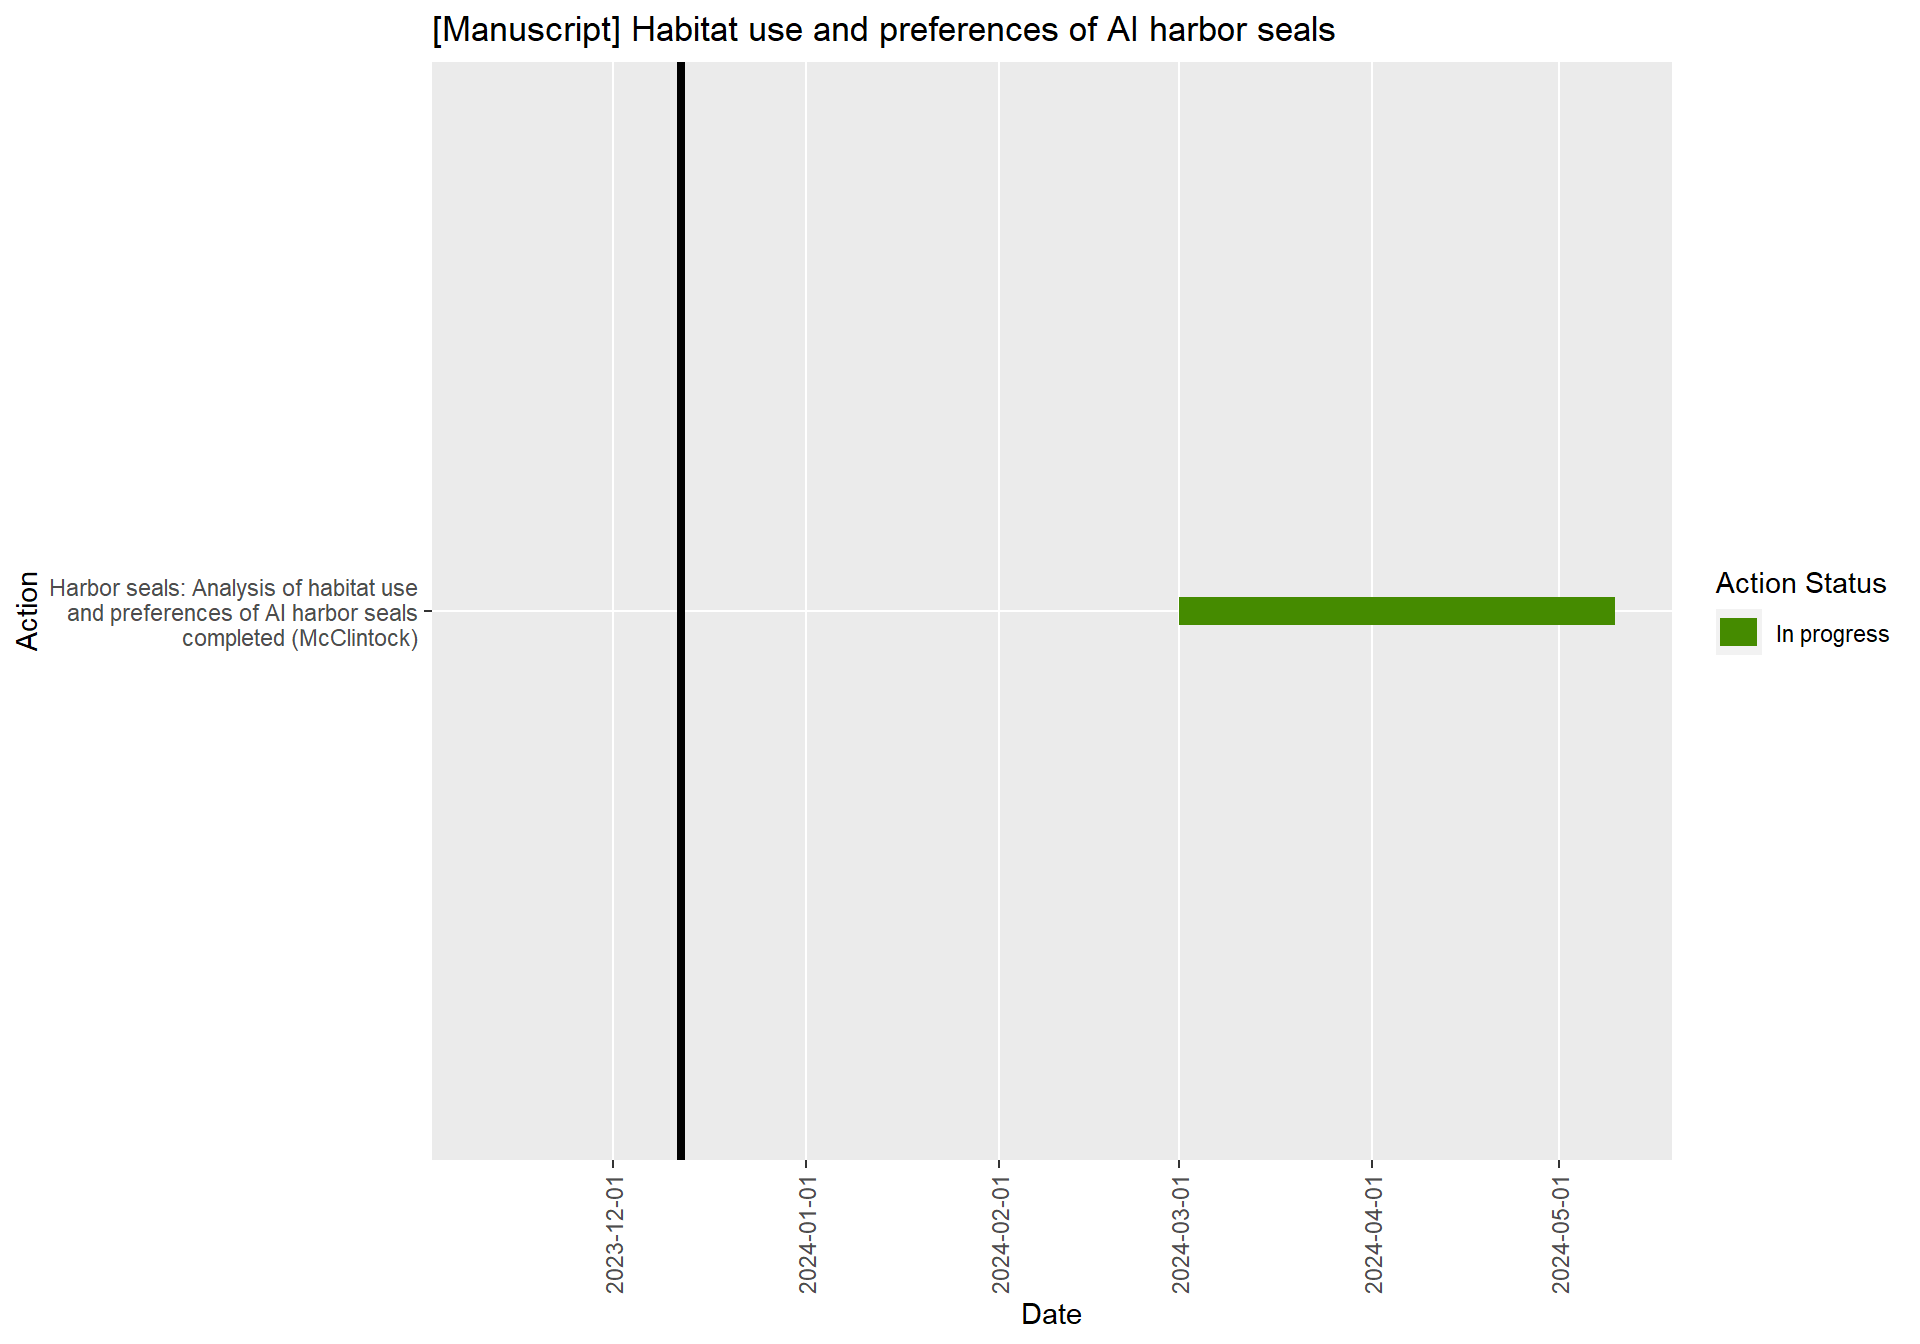 [Manuscript] Habitat use and preferences of AI harbor seals
Action
Harbor seals: Analysis of habitat use
and preferences of AI harbor seals
completed (McClintock)
Action Status
In progress
2023-12-01
2024-01-01
2024-02-01
2024-03-01
2024-04-01
2024-05-01
Date